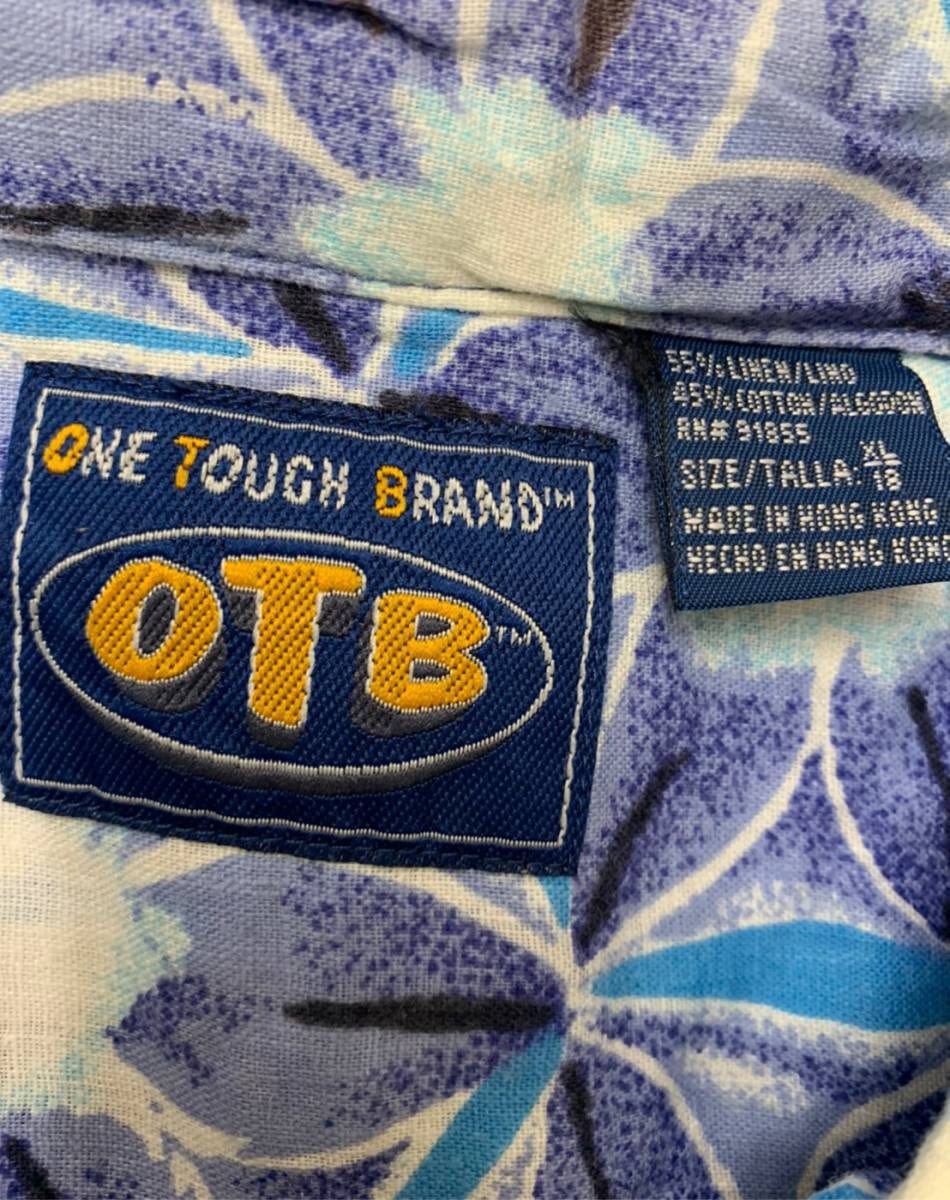 ONE TOUGH BRAND™
OTB™
55% LINEN/LINO
45% COTTON/ALGODON
RN# 91855
SIZE/TALLA: XL/18
MADE IN HONG KONG
HECHO EN HONG KONG